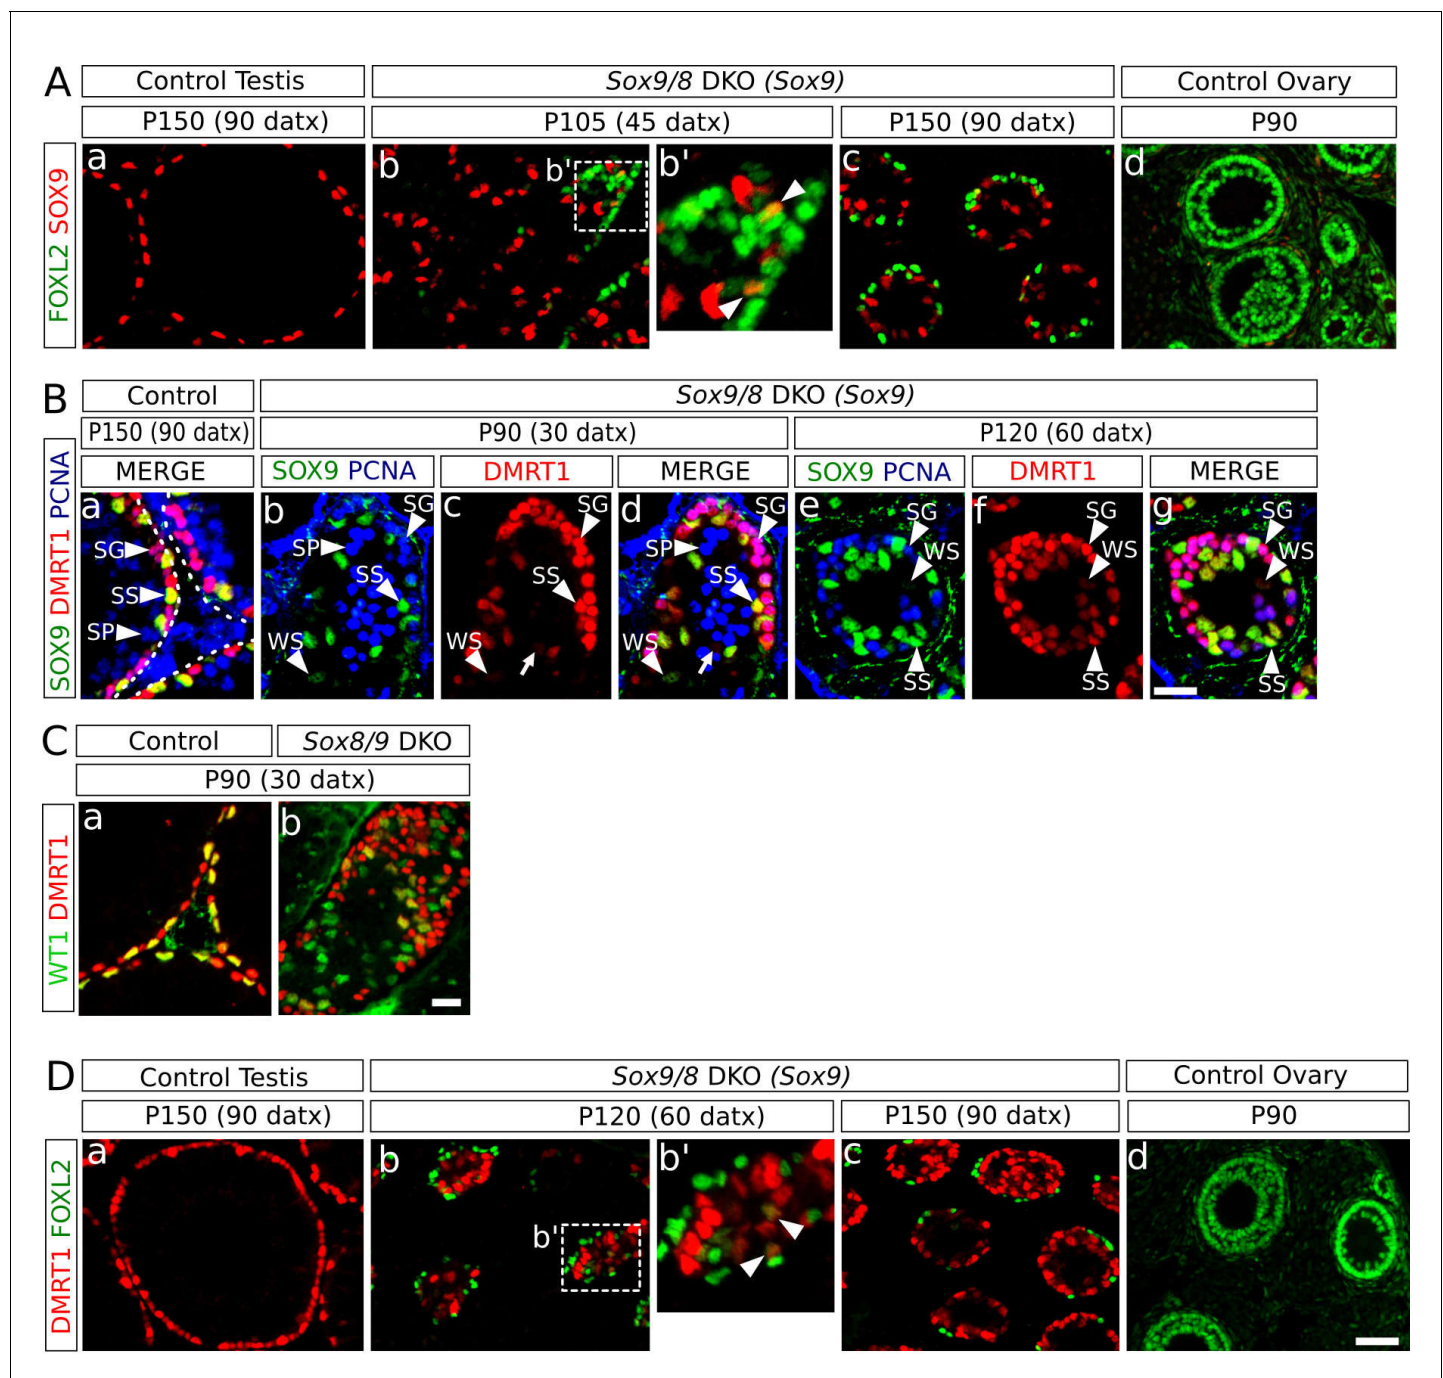 A
Control Testis Sox9/8 DKO (Sox9) Control Ovary
P150 (90 datx) P105 (45 datx) P150 (90 datx) P90
FOXL2 SOX9
a b b' b' c d
B
Control Sox9/8 DKO (Sox9)
P150 (90 datx) P90 (30 datx) P120 (60 datx)
MERGE SOX9 PCNA DMRT1 MERGE SOX9 PCNA DMRT1 MERGE
SOX9 DMRT1 PCNA
a b c d e f g
SG SG SG SG SG SG SG
SP SP WS WS WS
SS SS SS SS
SP WS WS WS
SS SS SS
C
Control Sox8/9 DKO
P90 (30 datx)
WT1 DMRT1
a b
D
Control Testis Sox9/8 DKO (Sox9) Control Ovary
P150 (90 datx) P120 (60 datx) P150 (90 datx) P90
DMRT1 FOXL2
a b b' b' c d